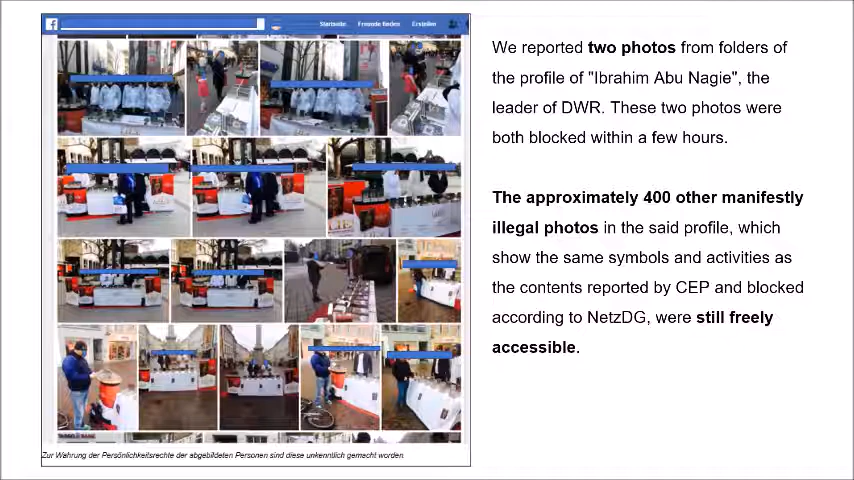 Startseite Freunde finden Erstellen
We reported two photos from folders of
the profile of "Ibrahim Abu Nagie", the
leader of DWR. These two photos were
both blocked within a few hours.
The approximately 400 other manifestly
illegal photos in the said profile, which
show the same symbols and activities as
the contents reported by CEP and blocked
according to NetzDG, were still freely
accessible.
Zur Wahrung der Persönlichkeitsrechte der abgebildeten Personen sind diese unkenntlich gemacht worden.